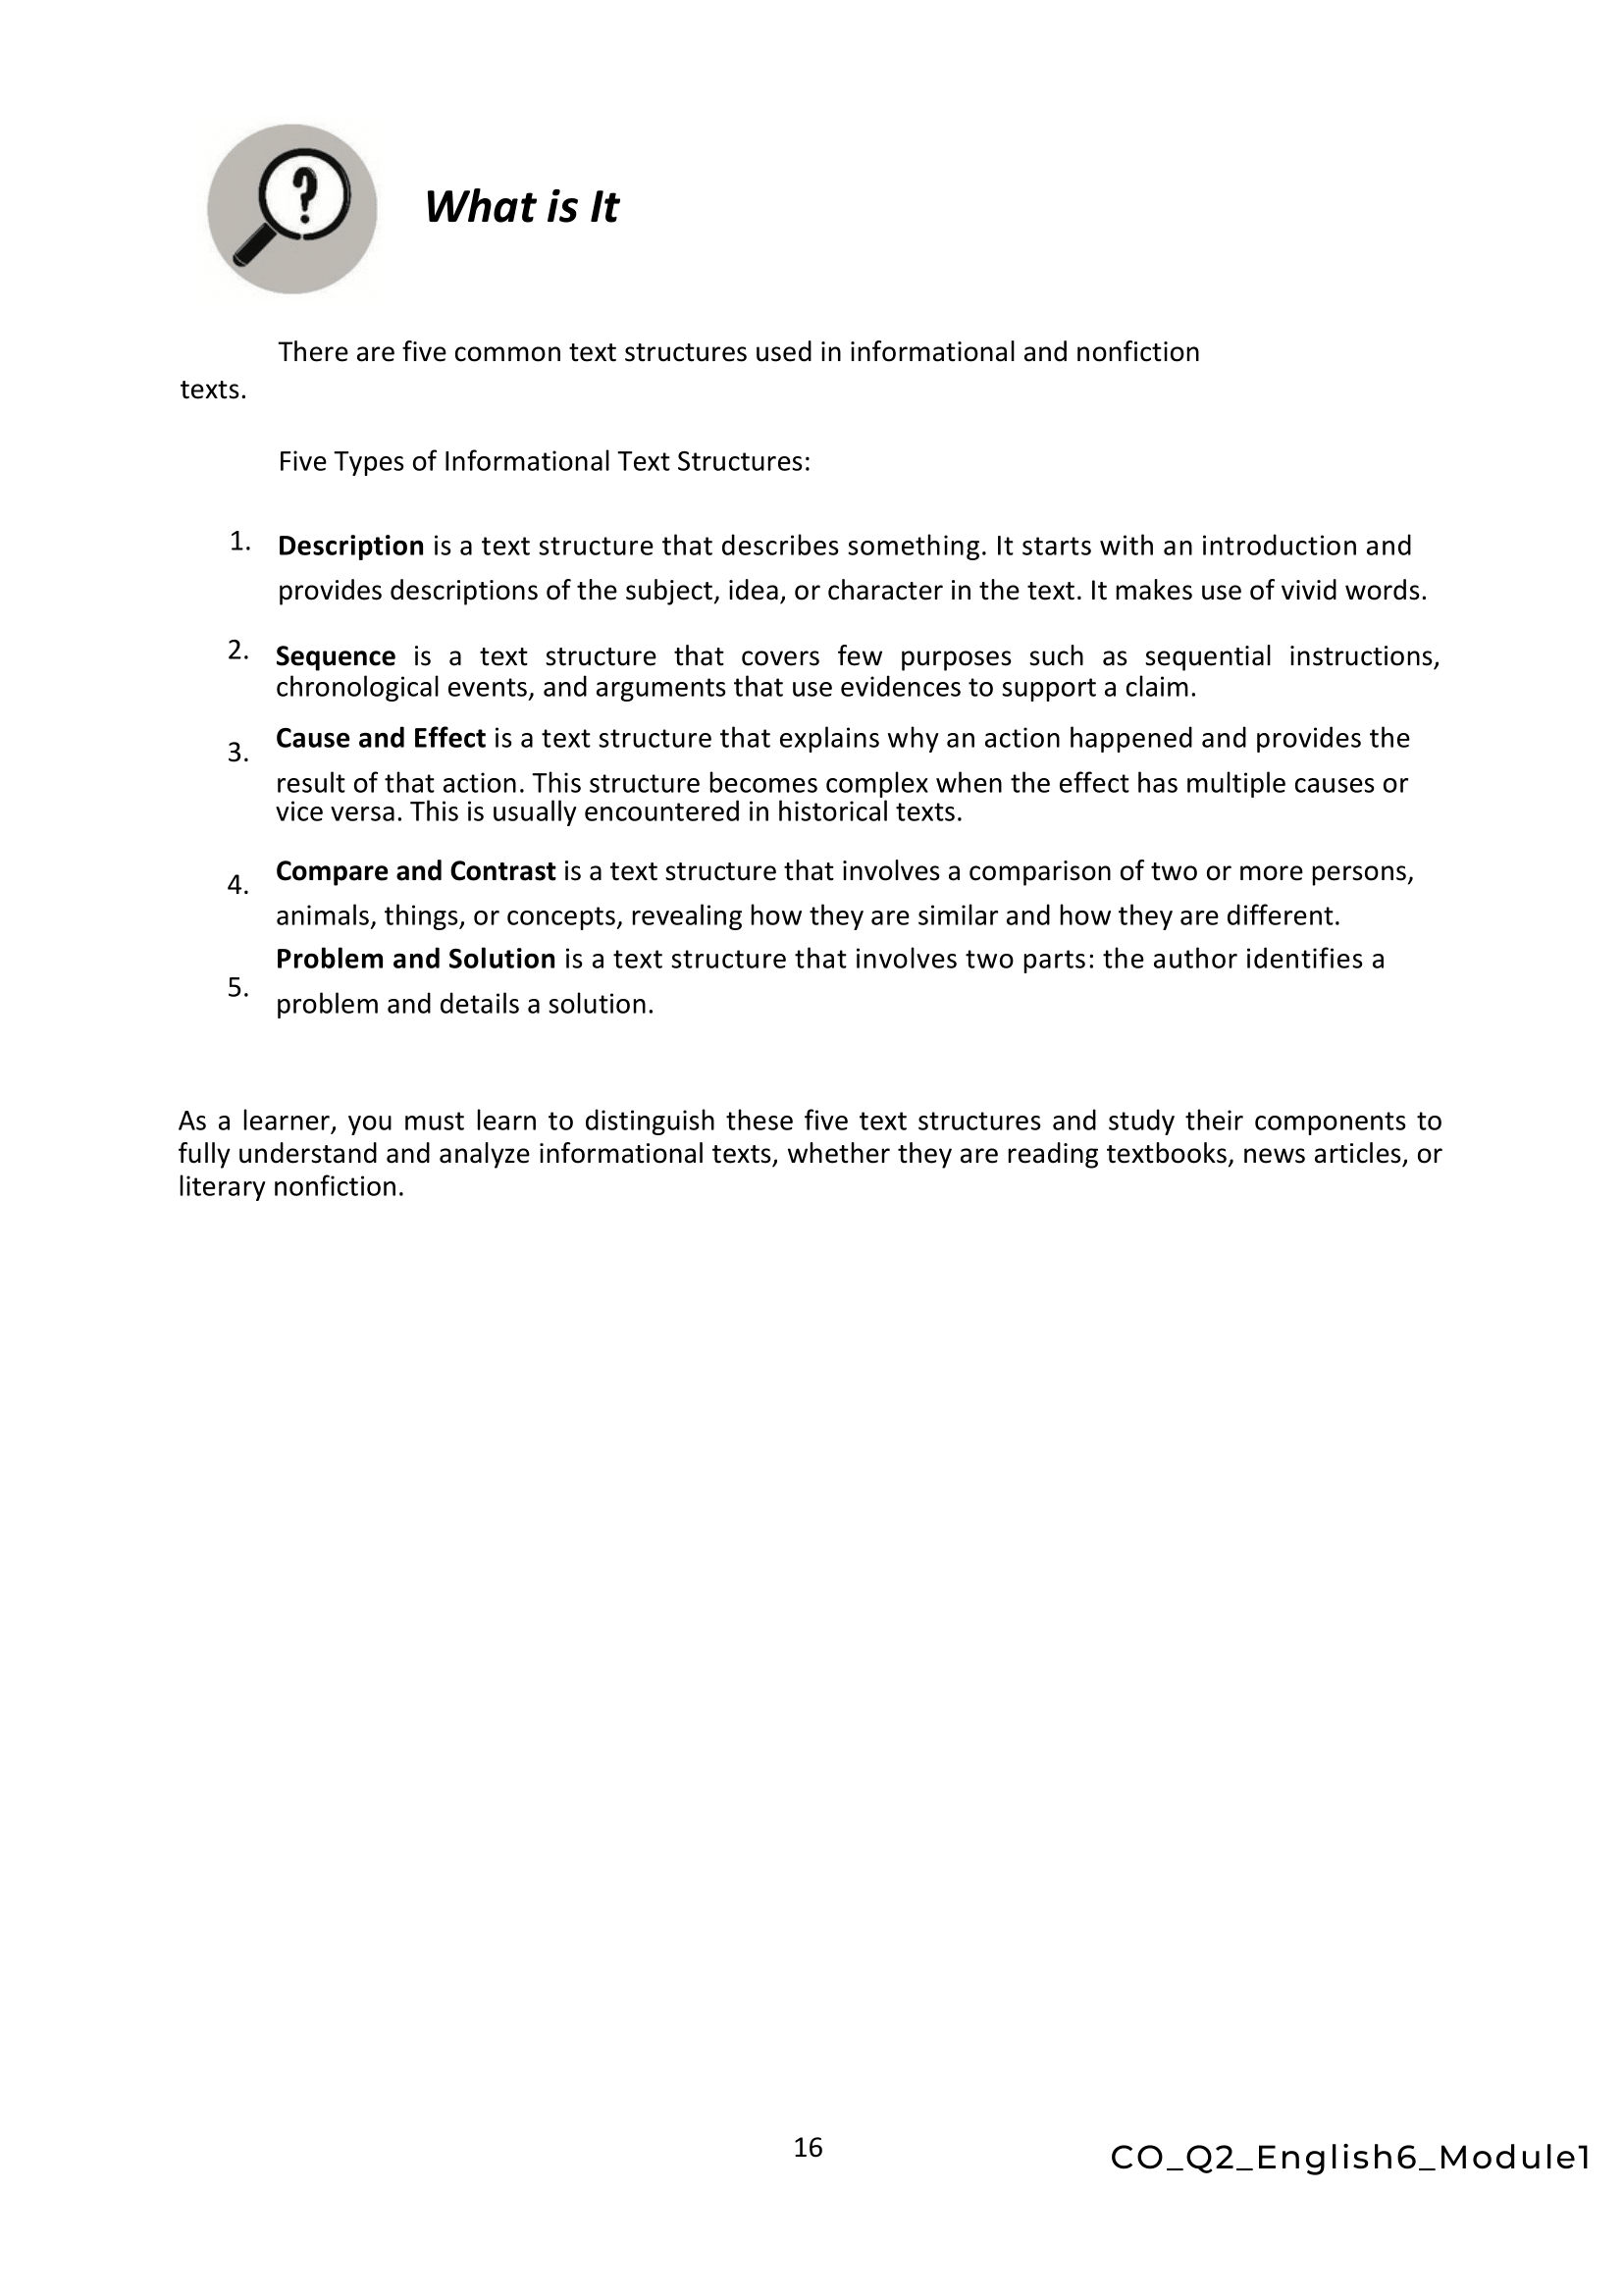 What is It
There are five common text structures used in informational and nonfiction
texts.
Five Types of Informational Text Structures:
1. Description is a text structure that describes something. It starts with an introduction and
provides descriptions of the subject, idea, or character in the text. It makes use of vivid words.
2. Sequence is a text structure that covers few purposes such as sequential instructions,
chronological events, and arguments that use evidences to support a claim.
3. Cause and Effect is a text structure that explains why an action happened and provides the
result of that action. This structure becomes complex when the effect has multiple causes or
vice versa. This is usually encountered in historical texts.
4. Compare and Contrast is a text structure that involves a comparison of two or more persons,
animals, things, or concepts, revealing how they are similar and how they are different.
5. Problem and Solution is a text structure that involves two parts: the author identifies a
problem and details a solution.
As a learner, you must learn to distinguish these five text structures and study their components to
fully understand and analyze informational texts, whether they are reading textbooks, news articles, or
literary nonfiction.
16
CO_Q2_English6_Module1